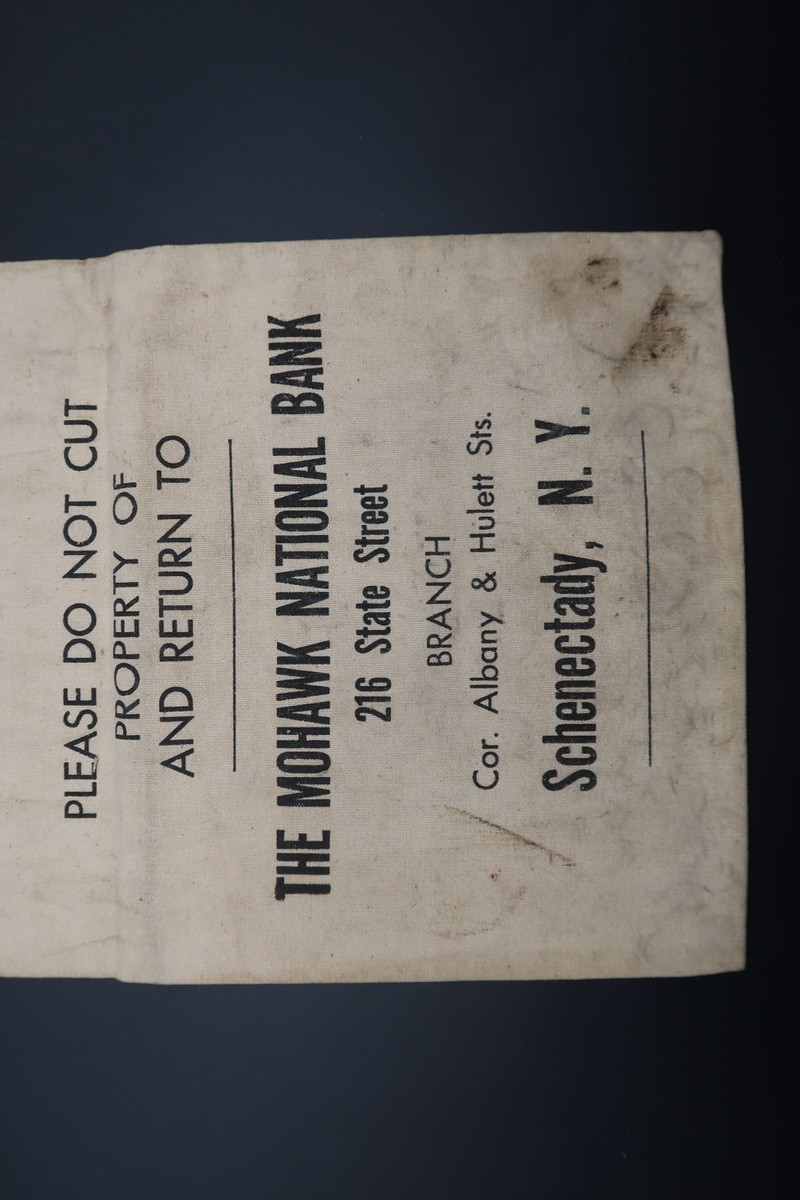 PLEASE DO NOT CUT
PROPERTY OF
AND RETURN TO
THE MOHAWK NATIONAL BANK
216 State Street
BRANCH
Cor. Albany & Hulett Sts.
Schenectady, N. Y.